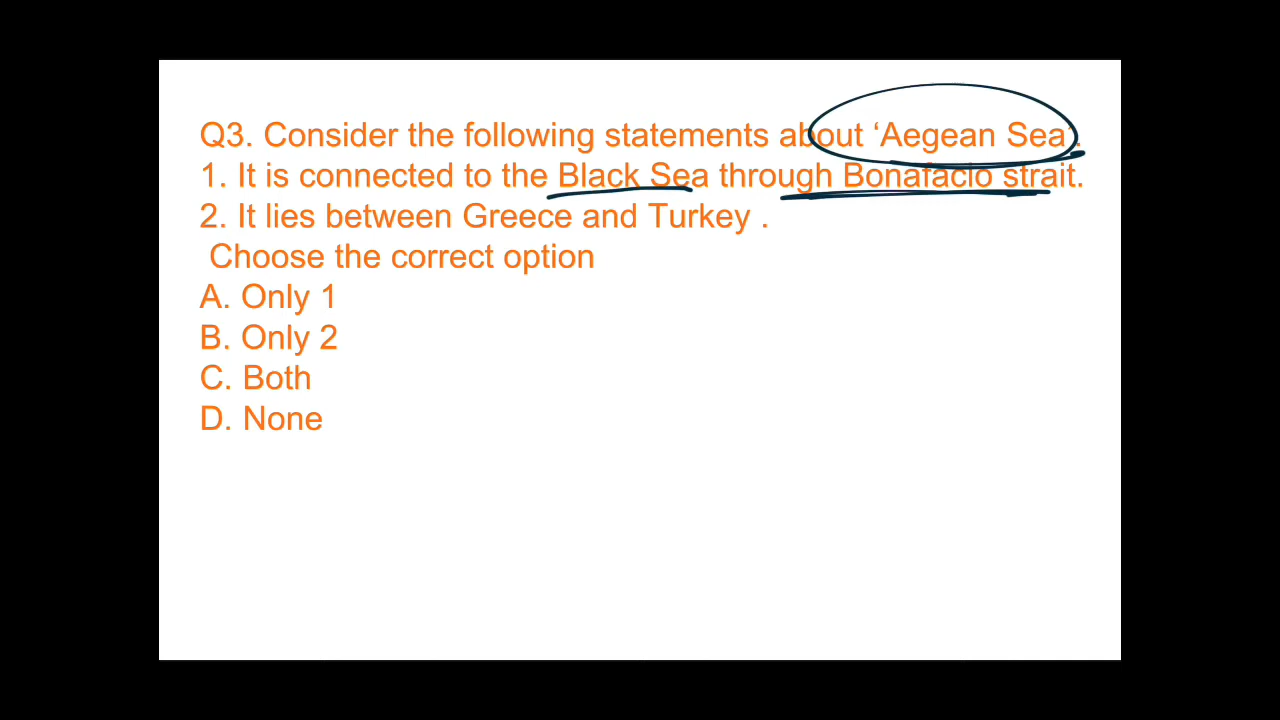 Q3. Consider the following statements about ‘Aegean Sea’.
1. It is connected to the Black Sea through Bonafacio strait.
2. It lies between Greece and Turkey .
Choose the correct option
A. Only 1
B. Only 2
C. Both
D. None